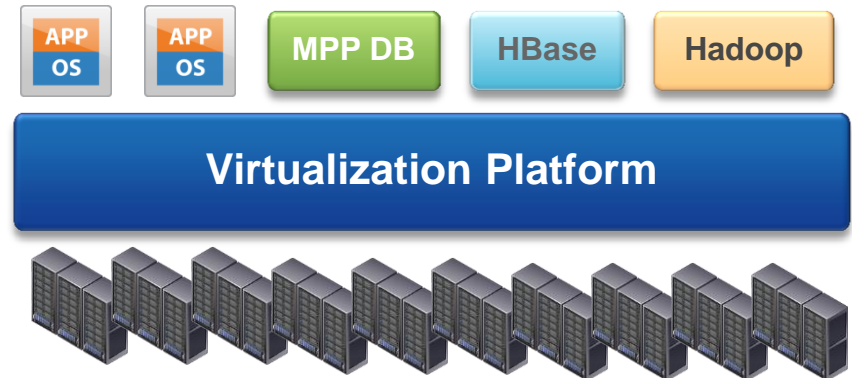 APP
OS
APP
OS
MPP DB
HBase
Hadoop
Virtualization Platform